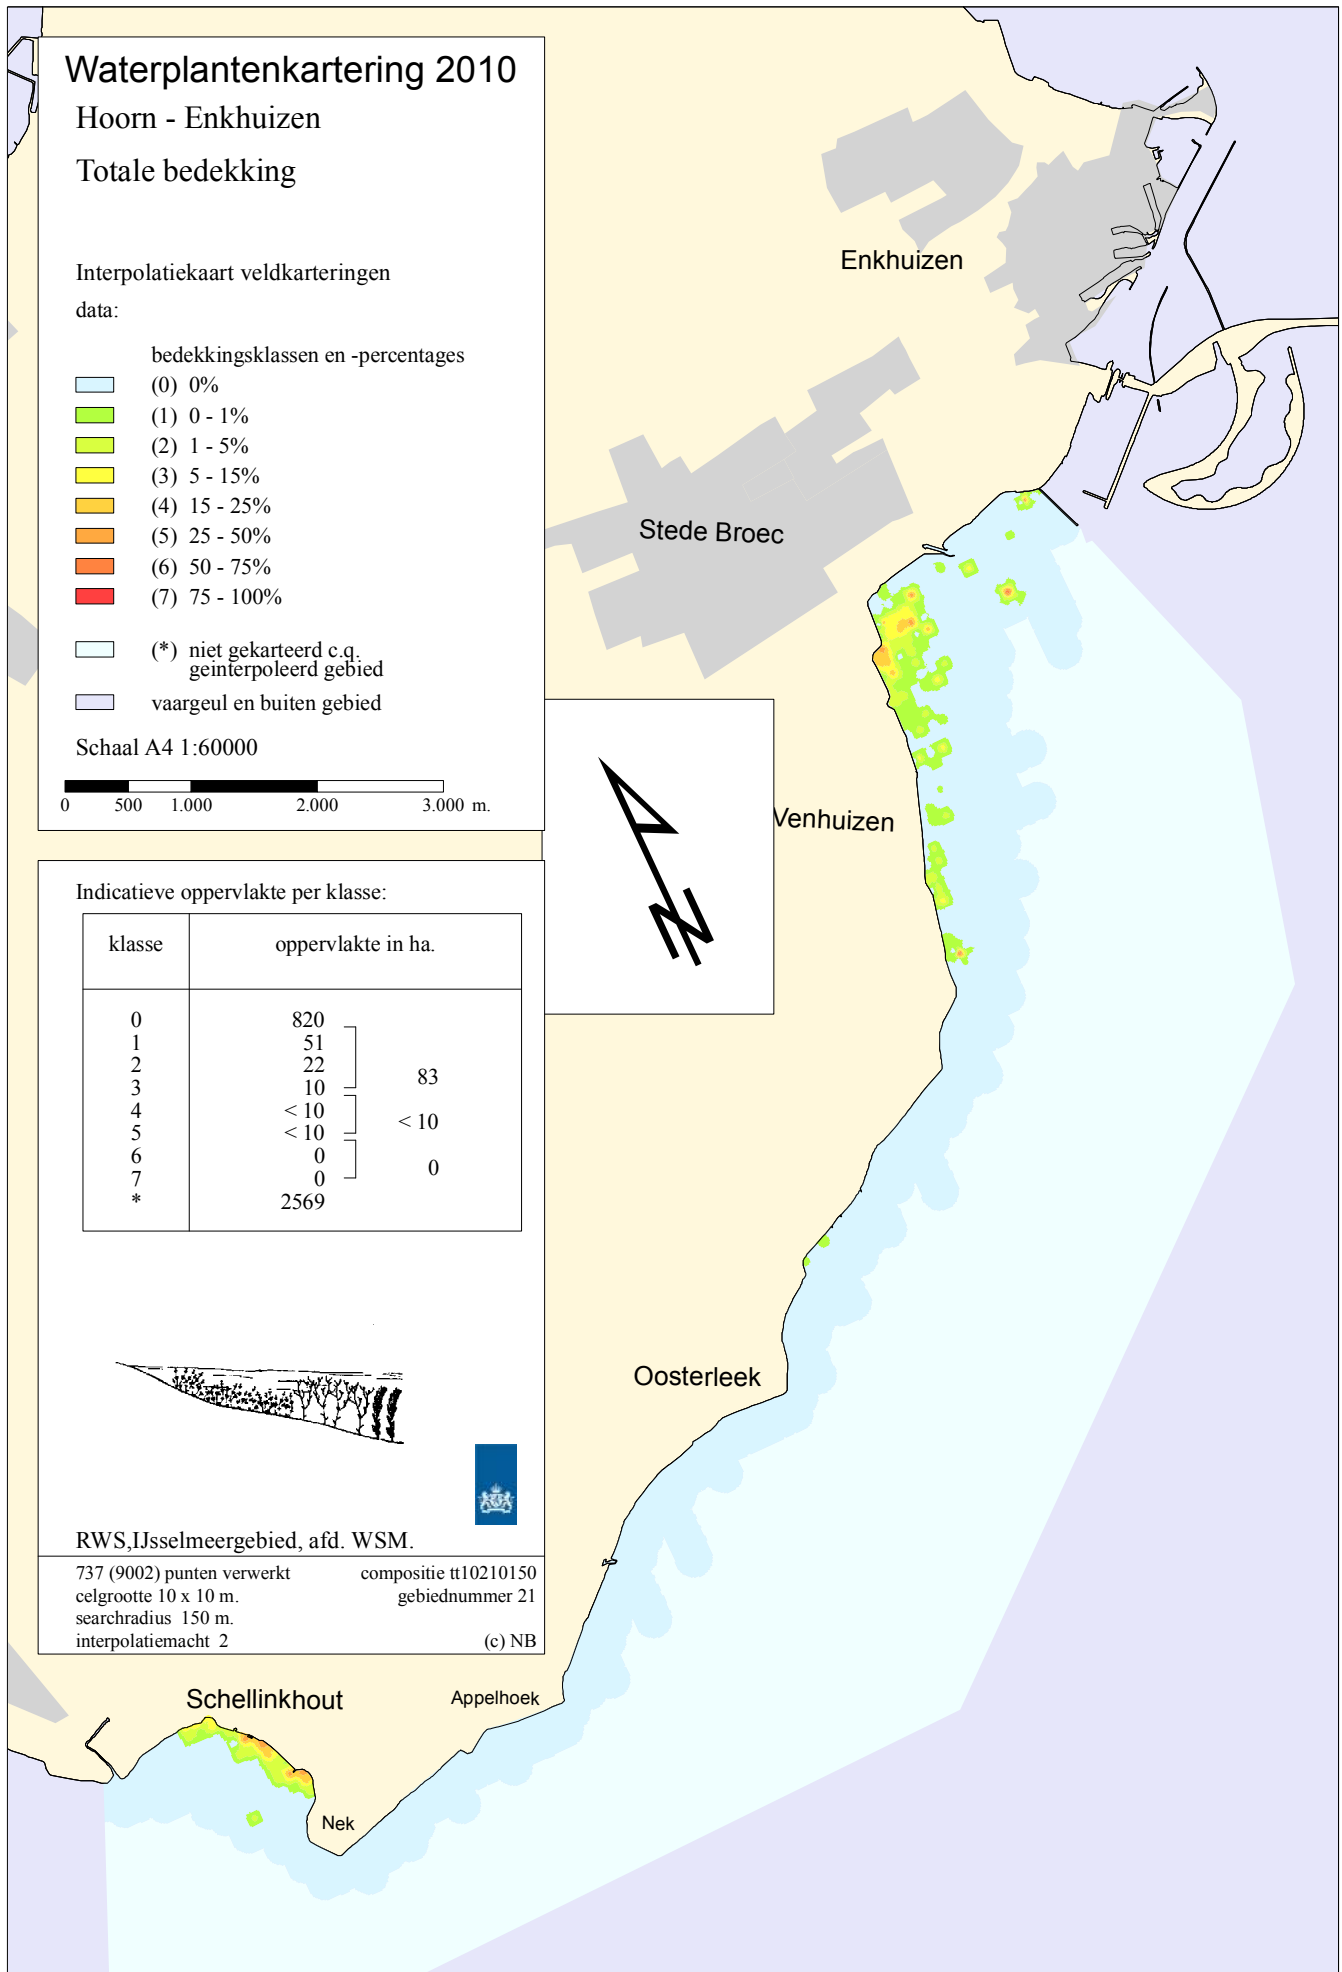 Waterplantenkartering 2010
Hoorn - Enkhuizen
Totale bedekking
Interpolatiekaart veldkarteringen
data:
bedekkingsklassen en -percentages
(0) 0%
(1) 0 - 1%
(2) 1 - 5%
(3) 5 - 15%
(4) 15 - 25%
(5) 25 - 50%
(6) 50 - 75%
(7) 75 - 100%
(*) niet gekarteerd c.q.
geinterpoleerd gebied
vaargeul en buiten gebied
Schaal A4 1:60000
0 500 1.000 2.000 3.000 m.
Enkhuizen
Stede Broec
Venhuizen
N
Indicatieve oppervlakte per klasse:
klasse oppervlakte in ha.
0 820
1 51
2 22
83
3 10
4 < 10
< 10
5 < 10
6 0
0
7 0
* 2569
Oosterleek
RWS,IJsselmeergebied, afd. WSM.
737 (9002) punten verwerkt compositie tt10210150
celgrootte 10 x 10 m. gebiednummer 21
searchradius 150 m.
interpolatiemacht 2 (c) NB
Schellinkhout
Appelhoek
Nek